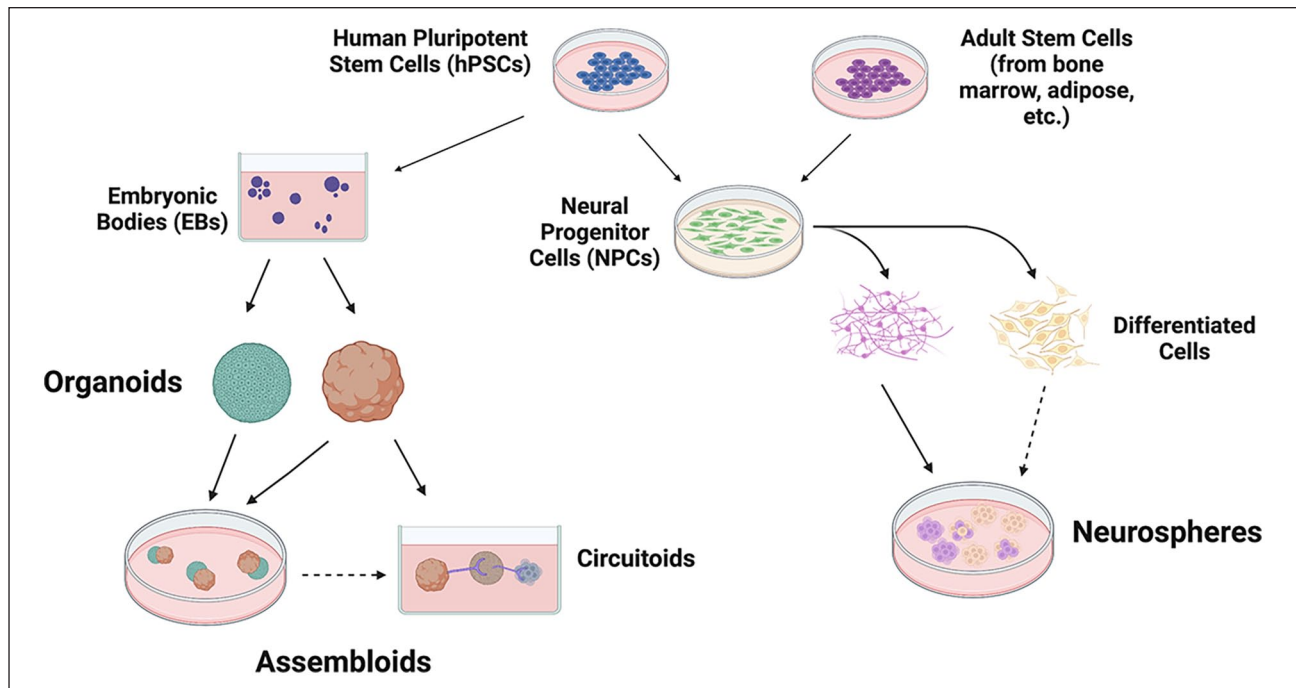 Human Pluripotent
Stem Cells (hPSCs)
Adult Stem Cells
(from bone
marrow, adipose,
etc.)
Embryonic
Bodies (EBs)
Neural
Progenitor
Cells (NPCs)
Differentiated
Cells
Organoids
Neurospheres
Circuitoids
Assembloids